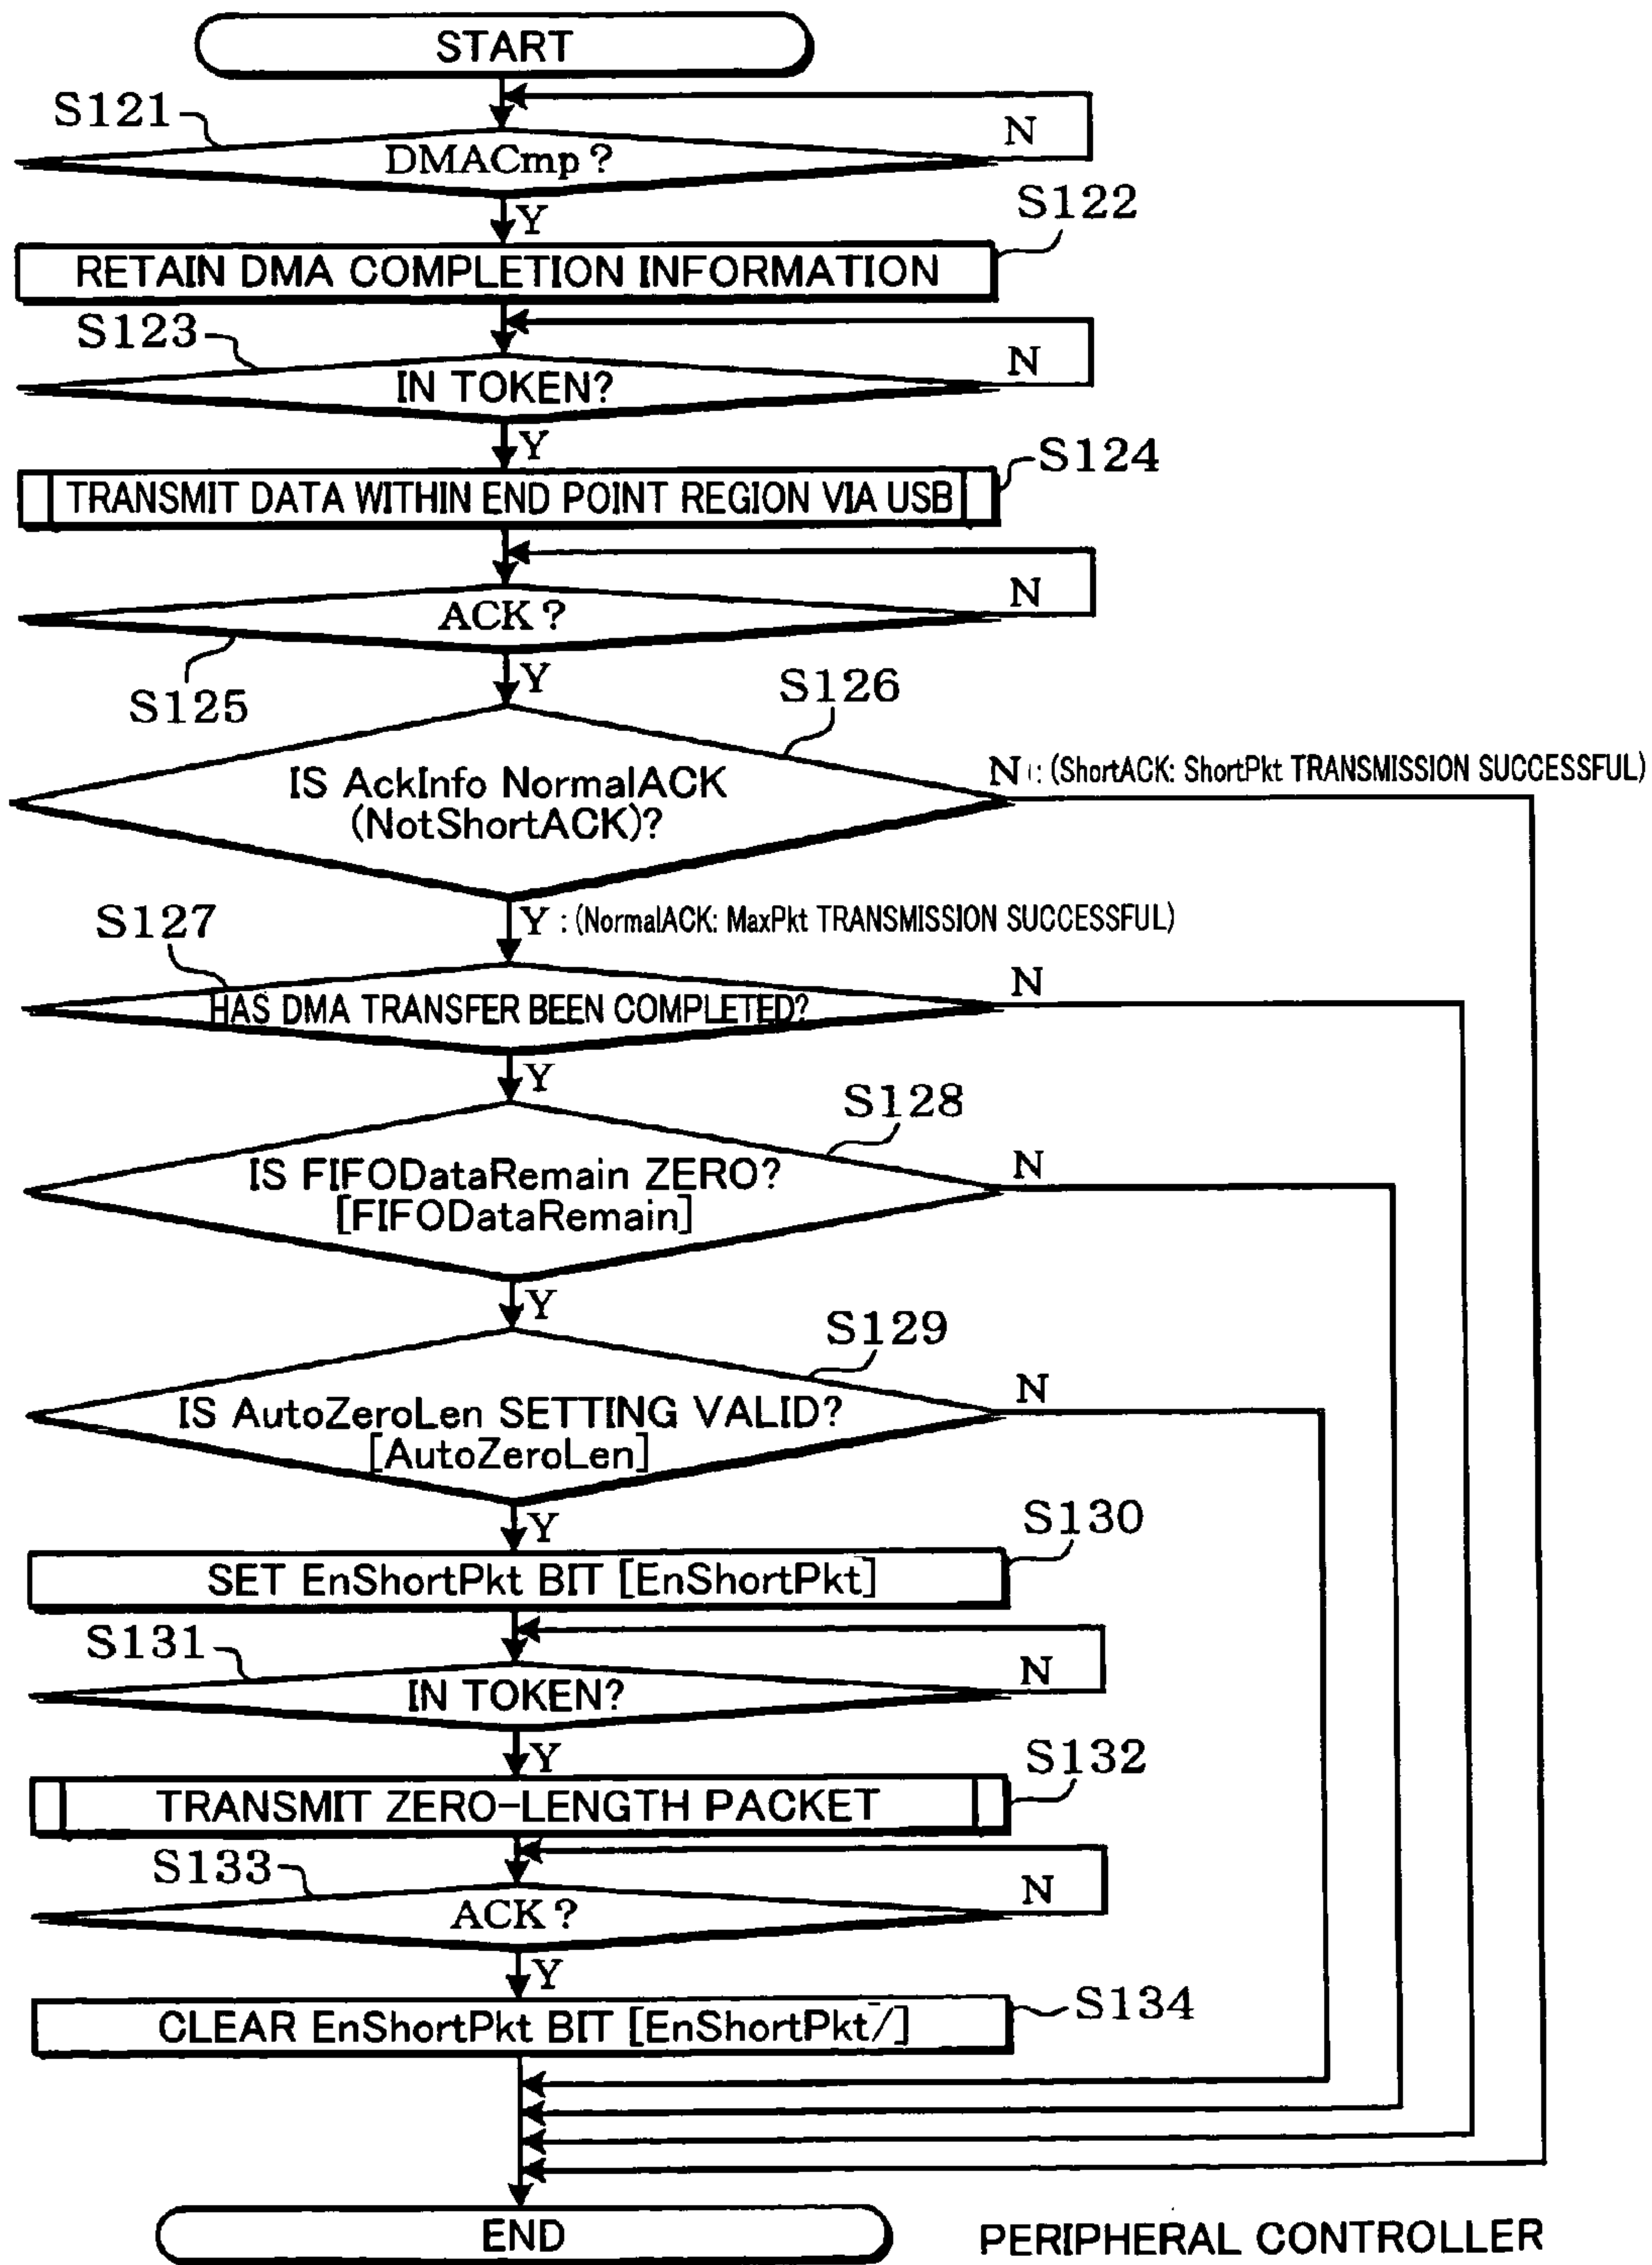 START
S121
N
DMACmp?
Y
S122
RETAIN DMA COMPLETION INFORMATION
S123
N
IN TOKEN?
Y
S124
TRANSMIT DATA WITHIN END POINT REGION VIA USB
N
ACK?
S125
Y
S126
N : (ShortACK: ShortPkt TRANSMISSION SUCCESSFUL)
IS AckInfo NormalACK
(NotShortACK)?
S127
Y : (NormalACK: MaxPkt TRANSMISSION SUCCESSFUL)
N
HAS DMA TRANSFER BEEN COMPLETED?
Y
S128
N
IS FIFODataRemain ZERO?
[FIFODataRemain]
Y
S129
N
IS AutoZeroLen SETTING VALID?
[AutoZeroLen]
Y
S130
SET EnShortPkt BIT [EnShortPkt]
S131
N
IN TOKEN?
Y
S132
TRANSMIT ZERO-LENGTH PACKET
S133
N
ACK?
Y
S134
CLEAR EnShortPkt BIT [EnShortPkt/]
END
PERIPHERAL CONTROLLER